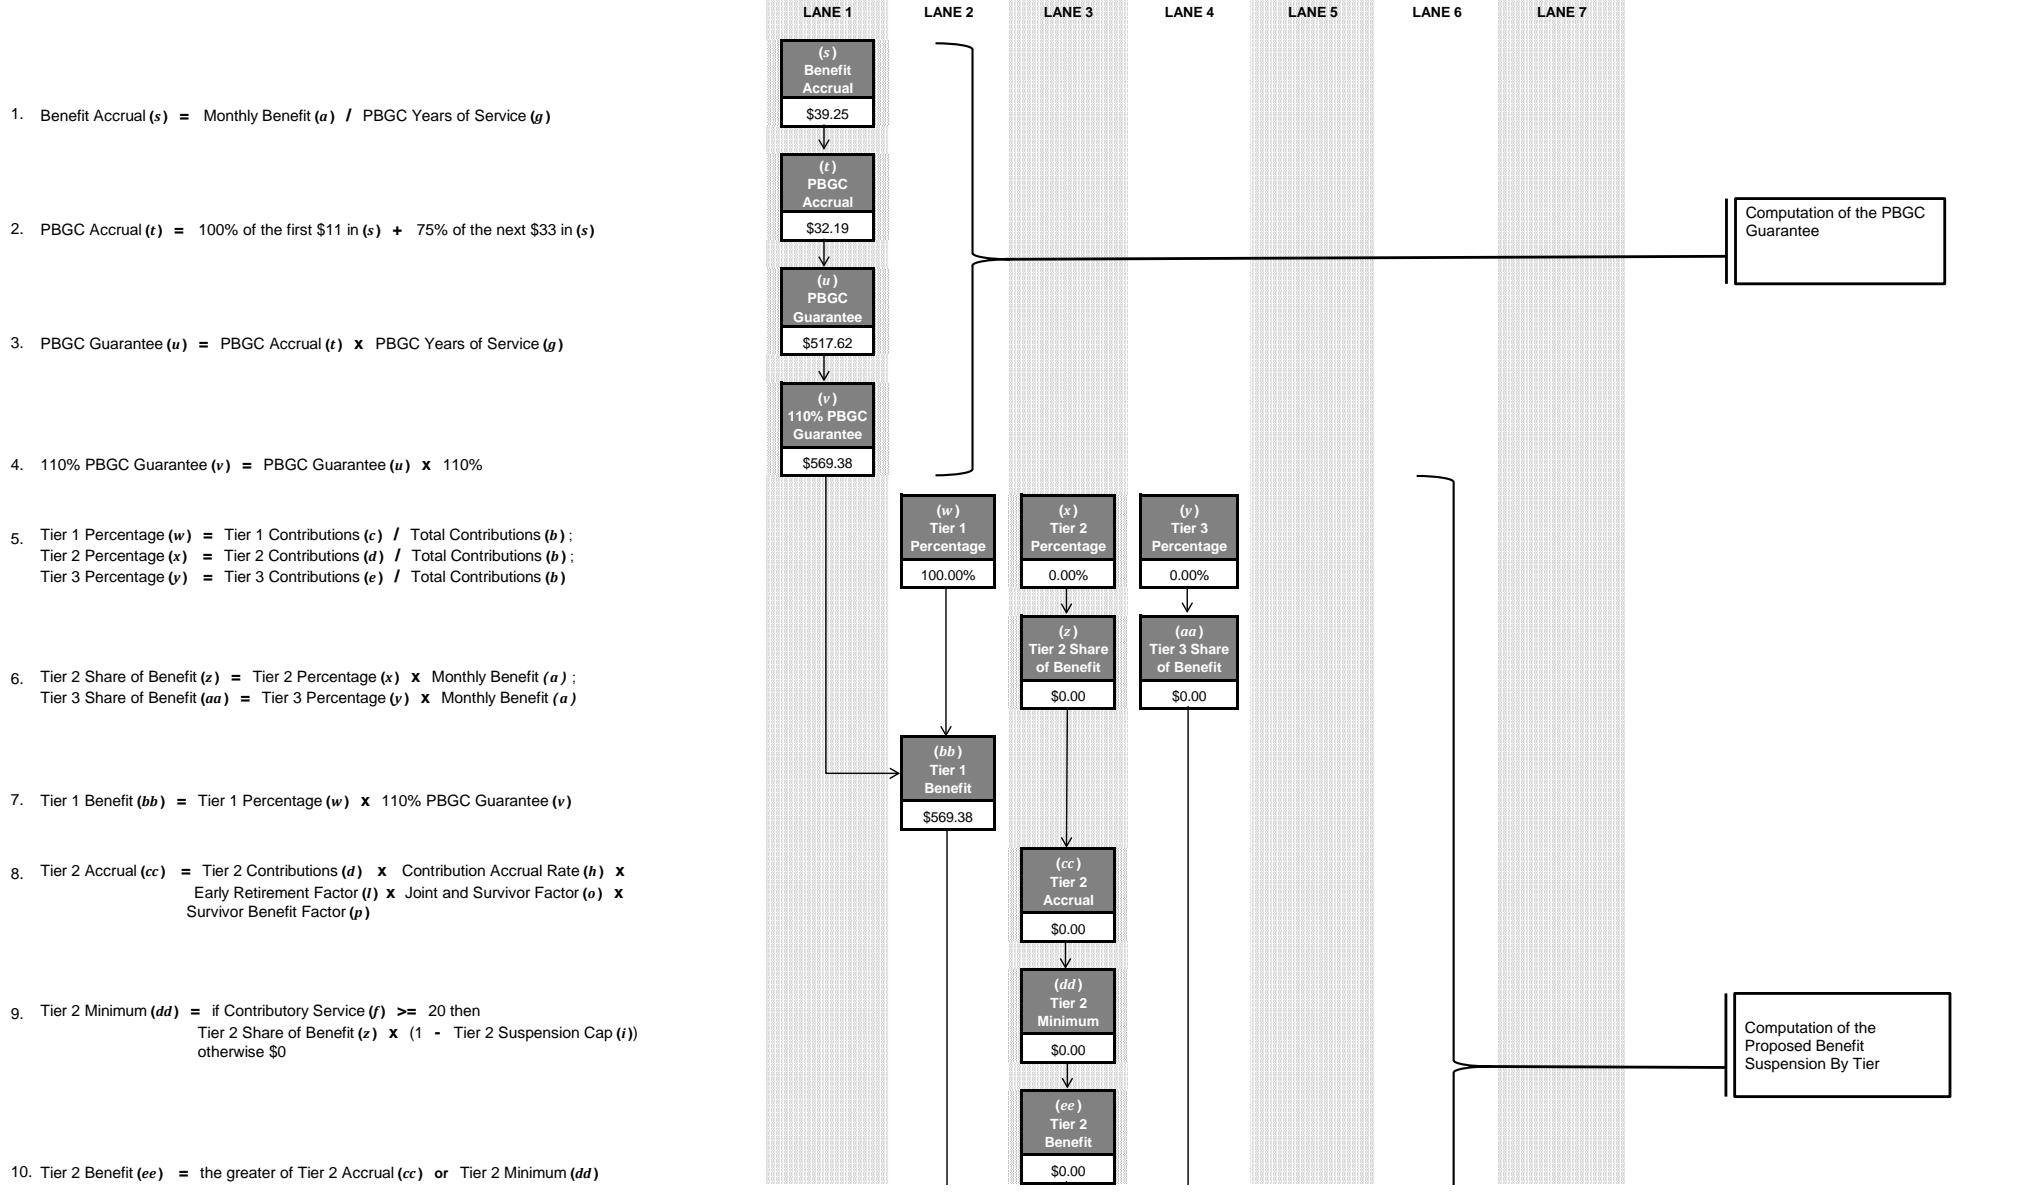 LANE 1 LANE 2 LANE 3 LANE 4 LANE 5 LANE 6 LANE 7
(s)
Benefit
Accrual
$39.25
1. Benefit Accrual (s) = Monthly Benefit (a) / PBGC Years of Service (g)
(t)
PBGC
Accrual
$32.19
2. PBGC Accrual (t) = 100% of the first $11 in (s) + 75% of the next $33 in (s)
Computation of the PBGC
Guarantee
(u)
PBGC
Guarantee
$517.62
3. PBGC Guarantee (u) = PBGC Accrual (t) x PBGC Years of Service (g)
(v)
110% PBGC
Guarantee
$569.38
4. 110% PBGC Guarantee (v) = PBGC Guarantee (u) x 110%
5. Tier 1 Percentage (w) = Tier 1 Contributions (c) / Total Contributions (b) ;
Tier 2 Percentage (x) = Tier 2 Contributions (d) / Total Contributions (b) ;
Tier 3 Percentage (y) = Tier 3 Contributions (e) / Total Contributions (b)
(w)
Tier 1
Percentage
100.00%
(x)
Tier 2
Percentage
0.00%
(y)
Tier 3
Percentage
0.00%
6. Tier 2 Share of Benefit (z) = Tier 2 Percentage (x) x Monthly Benefit (a) ;
Tier 3 Share of Benefit (aa) = Tier 3 Percentage (y) x Monthly Benefit (a)
(z)
Tier 2 Share
of Benefit
$0.00
(aa)
Tier 3 Share
of Benefit
$0.00
7. Tier 1 Benefit (bb) = Tier 1 Percentage (w) x 110% PBGC Guarantee (v)
(bb)
Tier 1
Benefit
$569.38
8. Tier 2 Accrual (cc) = Tier 2 Contributions (d) x Contribution Accrual Rate (h) x
Early Retirement Factor (l) x Joint and Survivor Factor (o) x
Survivor Benefit Factor (p)
(cc)
Tier 2
Accrual
$0.00
9. Tier 2 Minimum (dd) = if Contributory Service (f) >= 20 then
Tier 2 Share of Benefit (z) x (1 - Tier 2 Suspension Cap (i))
otherwise $0
(dd)
Tier 2
Minimum
$0.00
Computation of the
Proposed Benefit
Suspension By Tier
(ee)
Tier 2
Benefit
$0.00
10. Tier 2 Benefit (ee) = the greater of Tier 2 Accrual (cc) or Tier 2 Minimum (dd)